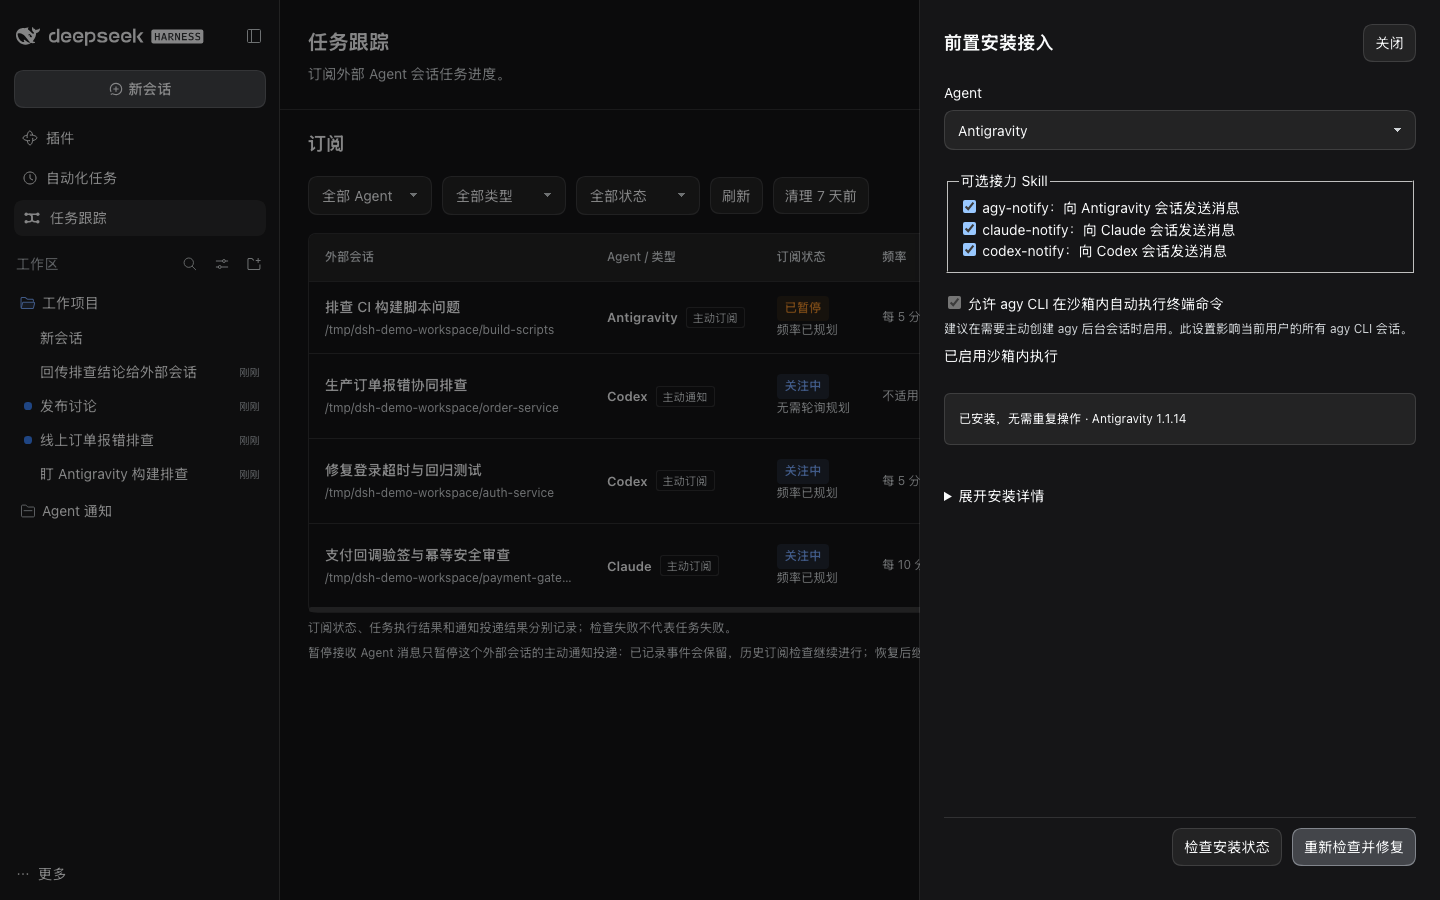 deepseek HARNESS
新会话
插件
自动化任务
任务跟踪
工作区
工作项目
新会话
回传排查结论给外部会话 刚刚
发布讨论 刚刚
线上订单报错排查 刚刚
盯 Antigravity 构建排查 刚刚
Agent 通知
··· 更多
任务跟踪
订阅外部 Agent 会话任务进度。
订阅
全部 Agent 全部类型 全部状态 刷新 清理 7 天前
外部会话 Agent / 类型 订阅状态 频率
排查 CI 构建脚本问题
/tmp/dsh-demo-workspace/build-scripts
Antigravity 主动订阅
已暂停
频率已规划
每 5 分
生产订单报错协同排查
/tmp/dsh-demo-workspace/order-service
Codex 主动通知
关注中
无需轮询规划
不适用
修复登录超时与回归测试
/tmp/dsh-demo-workspace/auth-service
Codex 主动订阅
关注中
频率已规划
每 5 分
支付回调验签与幂等安全审查
/tmp/dsh-demo-workspace/payment-gate...
Claude 主动订阅
关注中
频率已规划
每 10 分
订阅状态、任务执行结果和通知投递结果分别记录；检查失败不代表任务失败。
暂停接收 Agent 消息只暂停这个外部会话的主动通知投递：已记录事件会保留，历史订阅检查继续进行；恢复后继
前置安装接入
关闭
Agent
Antigravity
可选接力 Skill
agy-notify：向 Antigravity 会话发送消息
claude-notify：向 Claude 会话发送消息
codex-notify：向 Codex 会话发送消息
允许 agy CLI 在沙箱内自动执行终端命令
建议在需要主动创建 agy 后台会话时启用。此设置影响当前用户的所有 agy CLI 会话。
已启用沙箱内执行
已安装，无需重复操作 · Antigravity 1.1.14
展开安装详情
检查安装状态 重新检查并修复